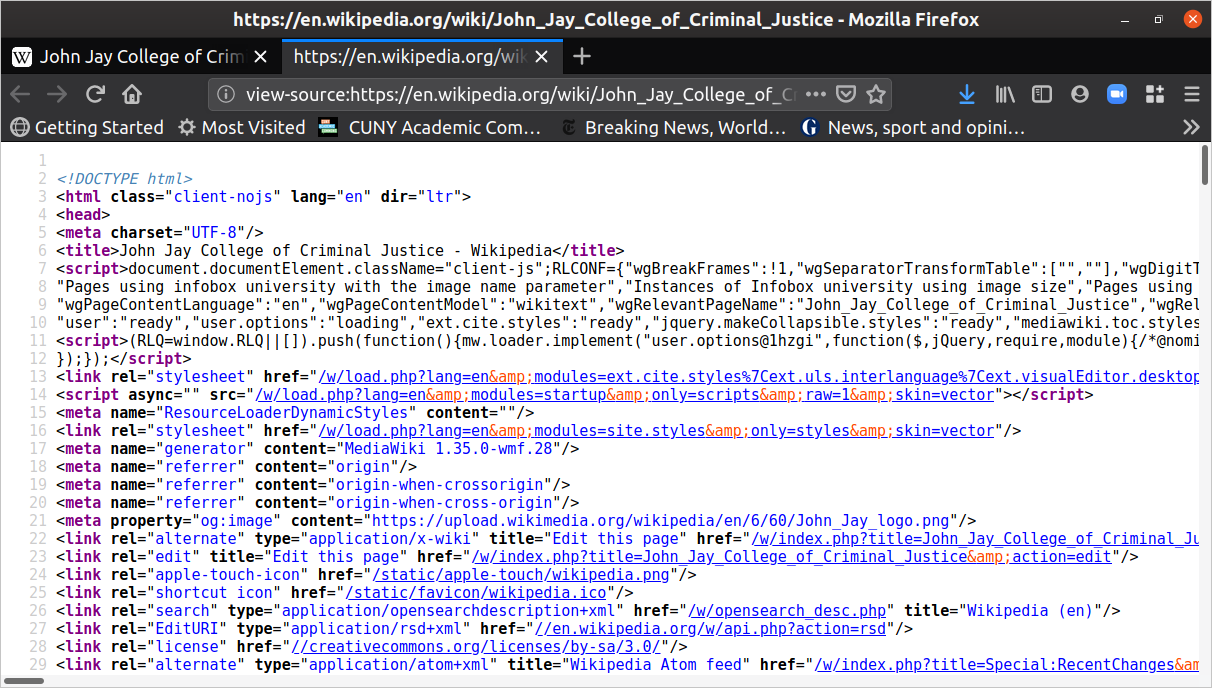 https://en.wikipedia.org/wiki/John_Jay_College_of_Criminal_Justice - Mozilla Firefox
W John Jay College of Crim https://en.wikipedia.org/wik
view-source:https://en.wikipedia.org/wiki/John_Jay_College_of_C
Getting Started Most Visited CUNY Academic Com… Breaking News, World… News, sport and opini…
1
2 <!DOCTYPE html>
3 <html class="client-nojs" lang="en" dir="ltr">
4 <head>
5 <meta charset="UTF-8"/>
6 <title>John Jay College of Criminal Justice - Wikipedia</title>
7 <script>document.documentElement.className="client-js";RLCONF={"wgBreakFrames":!1,"wgSeparatorTransformTable":["",""],"wgDigitT
8 "Pages using infobox university with the image name parameter","Instances of Infobox university using image size","Pages using
9 "wgPageContentLanguage":"en","wgPageContentModel":"wikitext","wgRelevantPageName":"John_Jay_College_of_Criminal_Justice","wgRel
10 "user":"ready","user.options":"loading","ext.cite.styles":"ready","jquery.makeCollapsible.styles":"ready","mediawiki.toc.styles
11 <script>(RLQ=window.RLQ||[]).push(function(){mw.loader.implement("user.options@1hzgi",function($,jQuery,require,module){/*@nomi
12 });});</script>
13 <link rel="stylesheet" href="/w/load.php?lang=en&amp;modules=ext.cite.styles%7Cext.uls.interlanguage%7Cext.visualEditor.desktop
14 <script async="" src="/w/load.php?lang=en&amp;modules=startup&amp;only=scripts&amp;raw=1&amp;skin=vector"></script>
15 <meta name="ResourceLoaderDynamicStyles" content=""/>
16 <link rel="stylesheet" href="/w/load.php?lang=en&amp;modules=site.styles&amp;only=styles&amp;skin=vector"/>
17 <meta name="generator" content="MediaWiki 1.35.0-wmf.28"/>
18 <meta name="referrer" content="origin"/>
19 <meta name="referrer" content="origin-when-crossorigin"/>
20 <meta name="referrer" content="origin-when-cross-origin"/>
21 <meta property="og:image" content="https://upload.wikimedia.org/wikipedia/en/6/60/John_Jay_logo.png"/>
22 <link rel="alternate" type="application/x-wiki" title="Edit this page" href="/w/index.php?title=John_Jay_College_of_Criminal_Ju
23 <link rel="edit" title="Edit this page" href="/w/index.php?title=John_Jay_College_of_Criminal_Justice&amp;action=edit"/>
24 <link rel="apple-touch-icon" href="/static/apple-touch/wikipedia.png"/>
25 <link rel="shortcut icon" href="/static/favicon/wikipedia.ico"/>
26 <link rel="search" type="application/opensearchdescription+xml" href="/w/opensearch_desc.php" title="Wikipedia (en)"/>
27 <link rel="EditURI" type="application/rsd+xml" href="//en.wikipedia.org/w/api.php?action=rsd"/>
28 <link rel="license" href="//creativecommons.org/licenses/by-sa/3.0/"/>
29 <link rel="alternate" type="application/atom+xml" title="Wikipedia Atom feed" href="/w/index.php?title=Special:RecentChanges&am